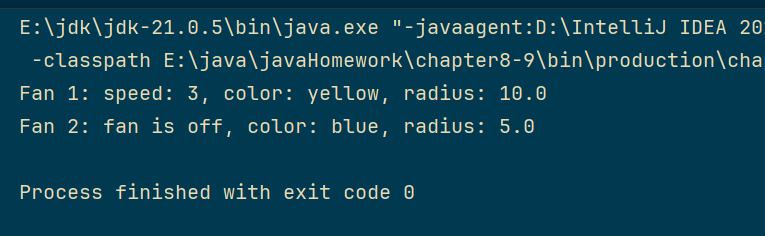 E:\jdk\jdk-21.0.5\bin\java.exe "-javaagent:D:\IntelliJ IDEA 20
-classpath E:\java\javaHomework\chapter8-9\bin\production\cha
Fan 1: speed: 3, color: yellow, radius: 10.0
Fan 2: fan is off, color: blue, radius: 5.0
Process finished with exit code 0